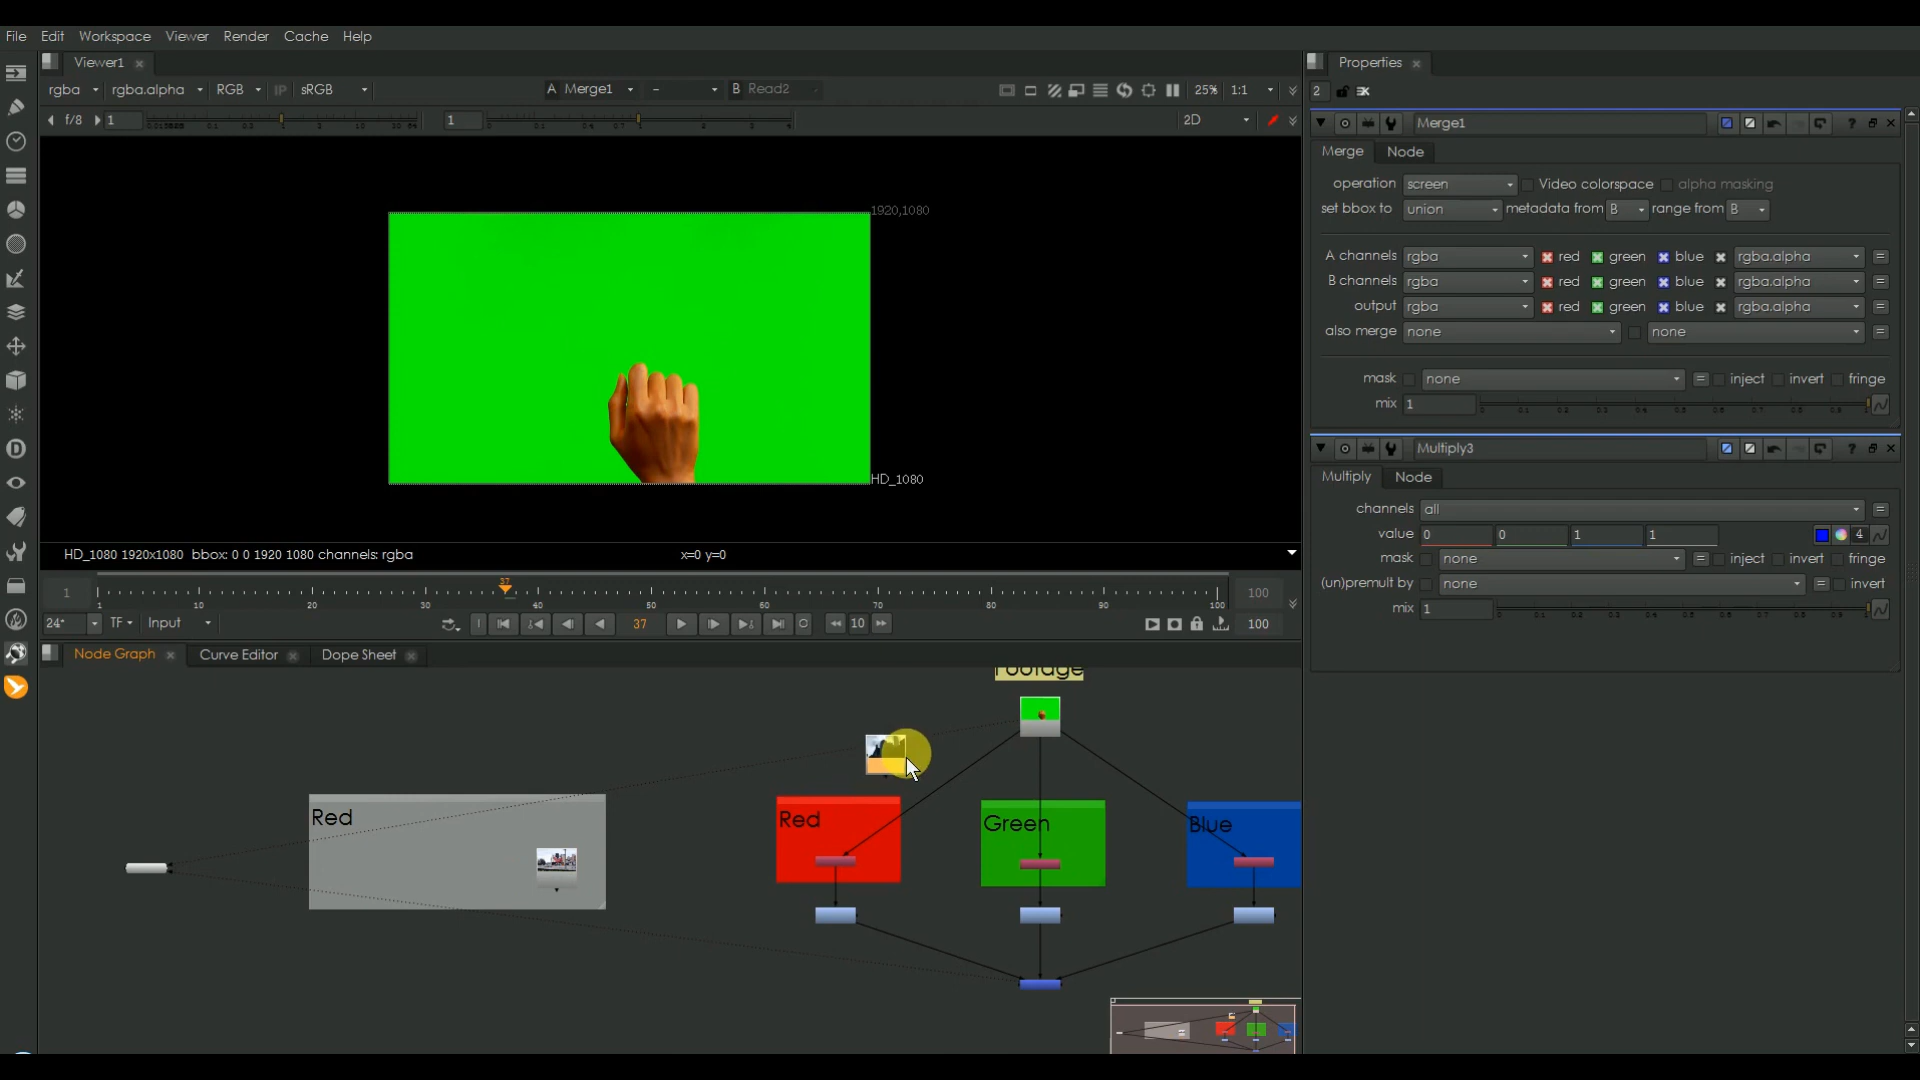 File Edit Workspace Viewer Render Cache Help
Viewer1
rgba rgba.alpha RGB IP sRGB A Merge1 - B Read2 25% 1:1
f/8 1 1 2D
1920,1080
HD_1080
HD_1080 1920x1080 bbox: 0 0 1920 1080 channels: rgba x=0 y=0
37
1 1 10 20 30 40 50 60 70 80 90 100 100
24* TF Input 37 10 100
Node Graph Curve Editor Dope Sheet
Footage
Red
Red
Green
Blue
Properties
2
Merge1
Merge Node
operation screen Video colorspace alpha masking
set bbox to union metadata from B range from B
A channels rgba red green blue rgba.alpha =
B channels rgba red green blue rgba.alpha =
output rgba red green blue rgba.alpha =
also merge none none =
mask none = inject invert fringe
mix 1
Multiply3
Multiply Node
channels all =
value 0 0 1 1 4
mask none = inject invert fringe
(un)premult by none = invert
mix 1